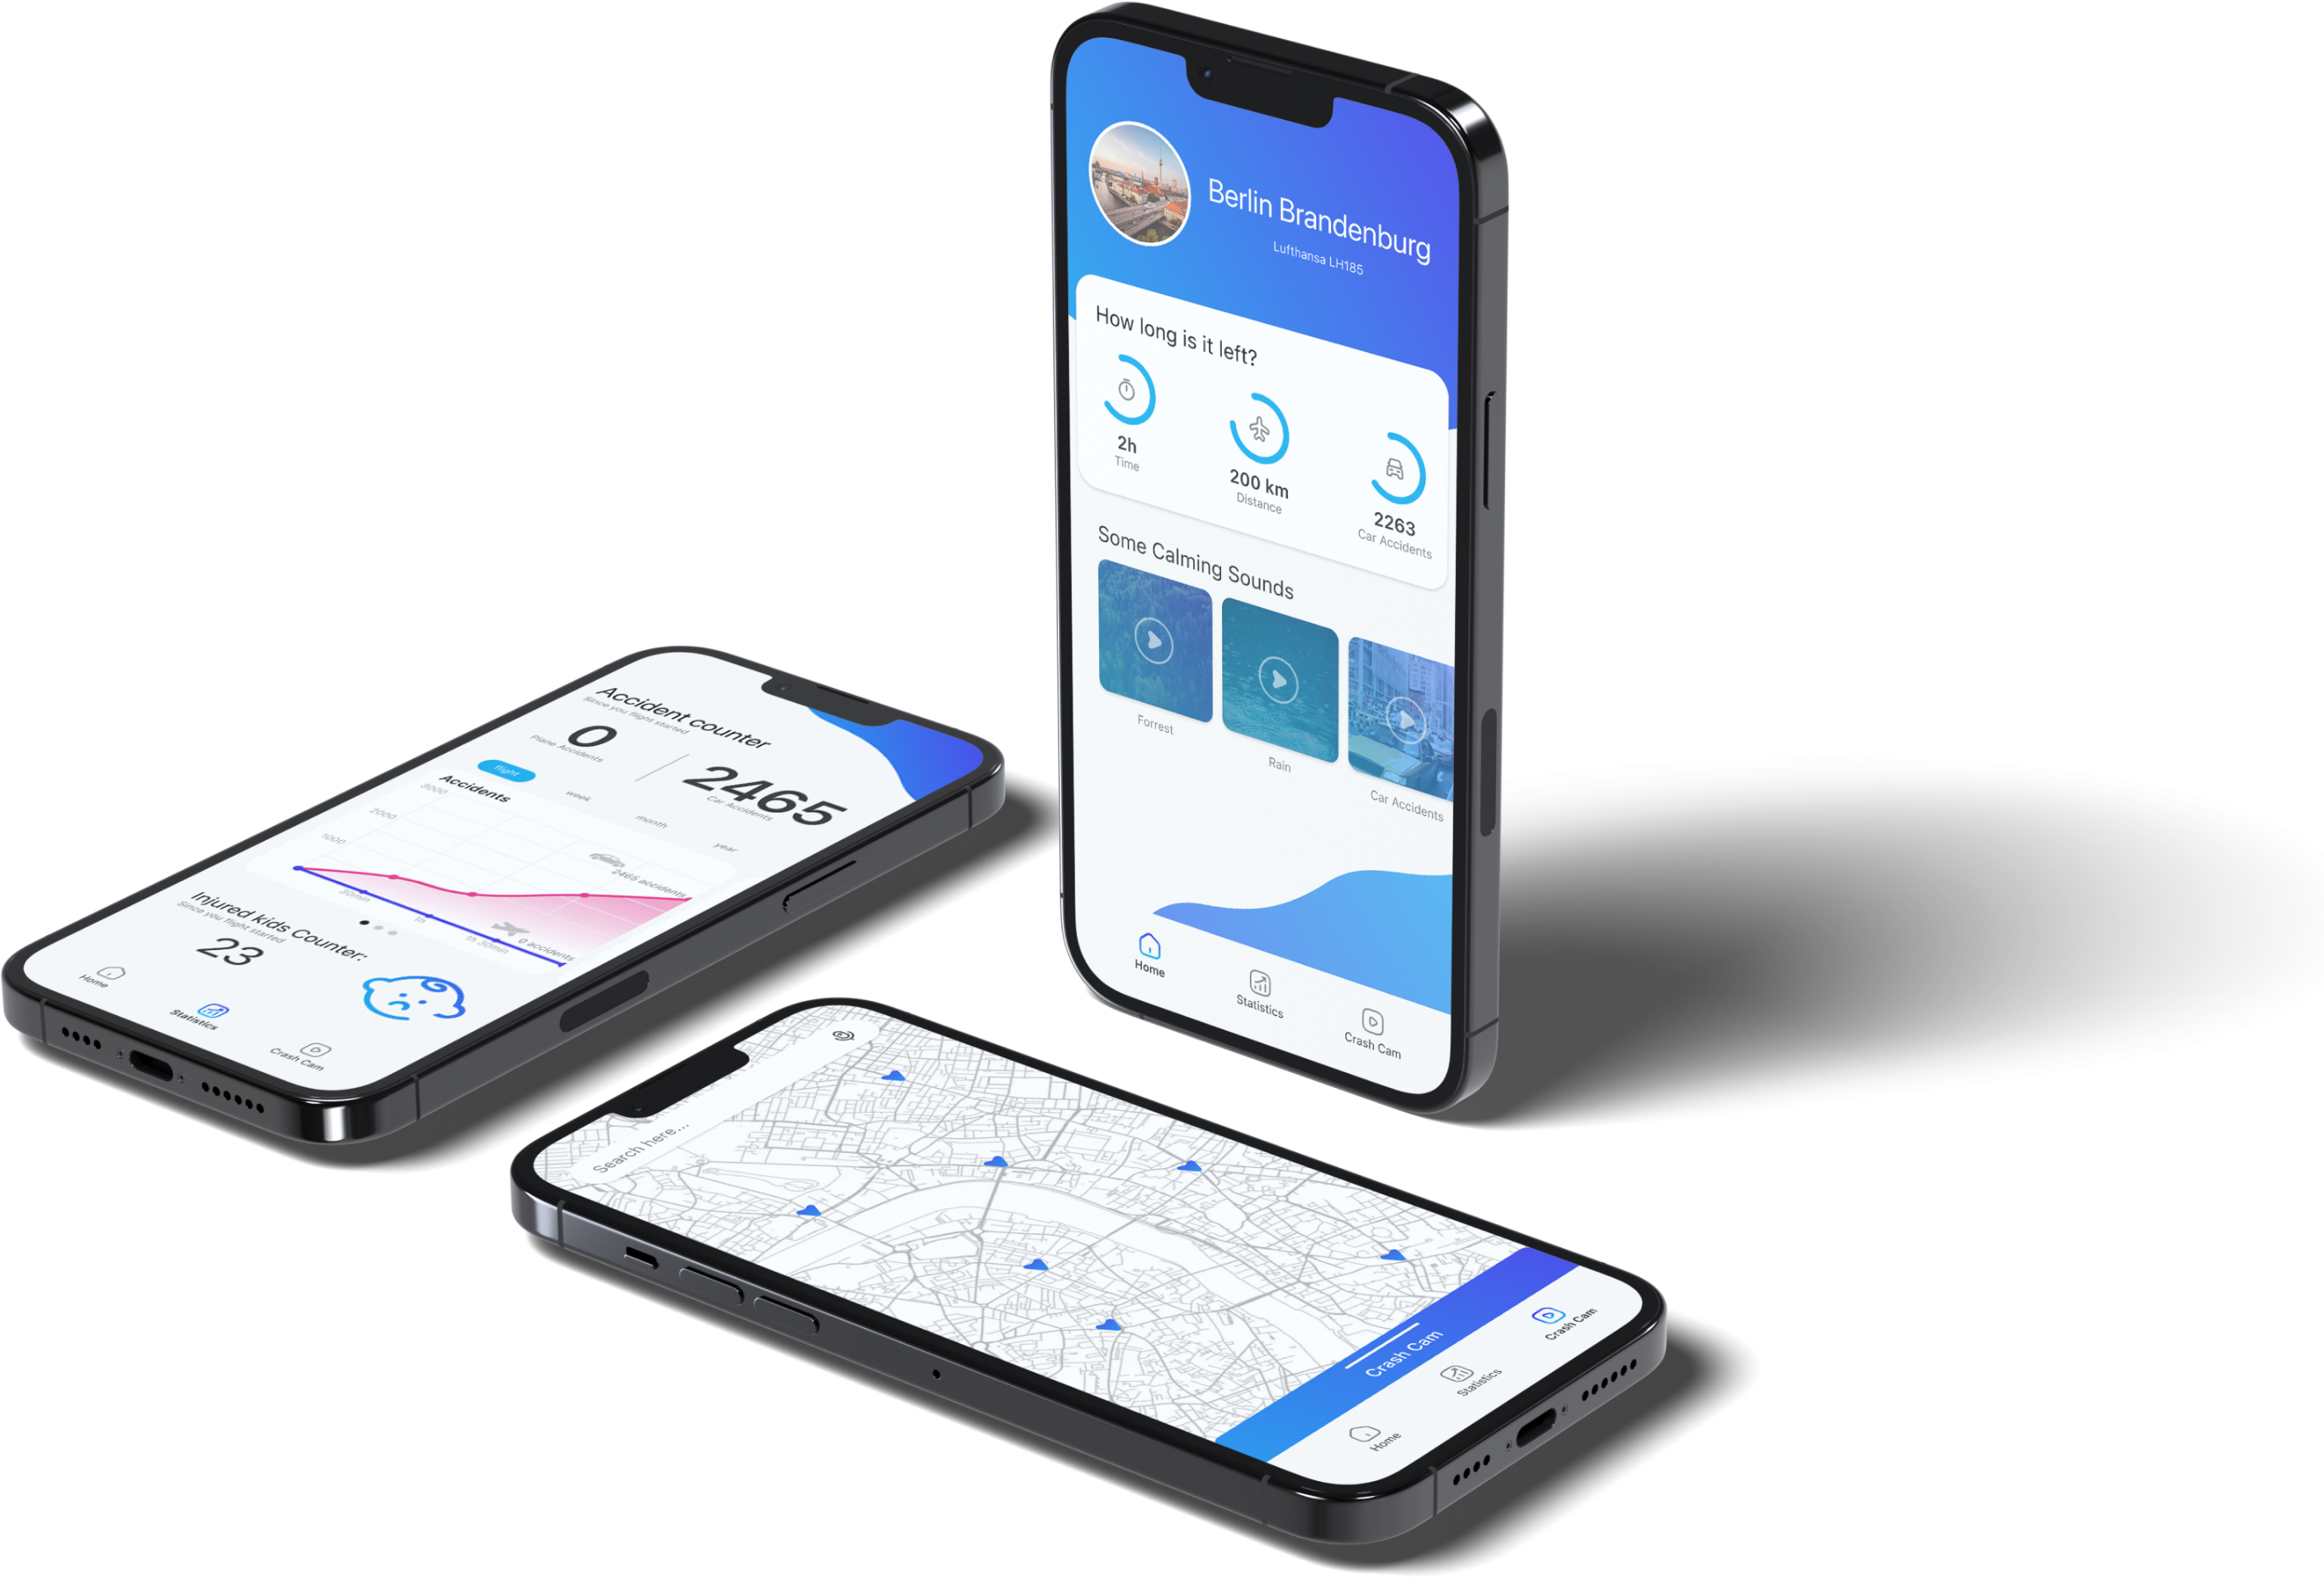 Berlin Brandenburg
Lufthansa LH185
How long is it left?
2h
Time
200 km
Distance
2263
Car Accidents
Some Calming Sounds
Forrest
Rain
Car Accidents
Home
Statistics
Crash Cam
Accident counter
Since you flight started
0
Plane Accidents
2465
Car Accidents
flight
week
month
year
Accidents
3000
2000
1000
2465 accidents
30min
1h
1h 30min
0 accidents
Injured kids Counter:
Since you flight started
23
Home
Statistics
Crash Cam
Search here...
Crash Cam
Home
Statistics
Crash Cam